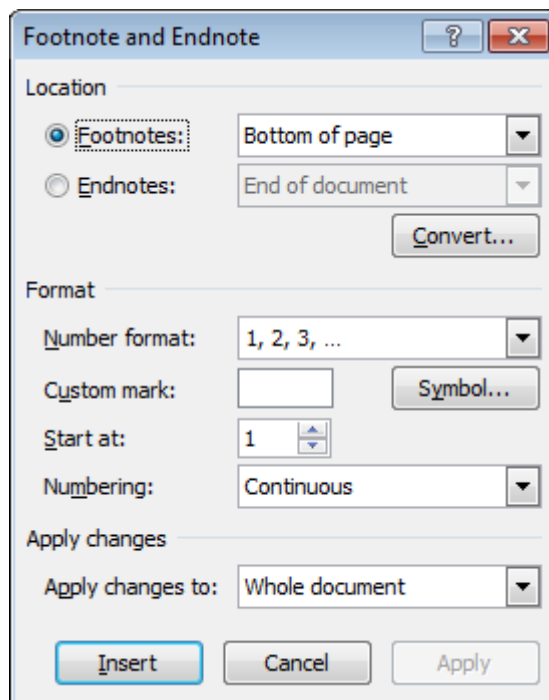 Footnote and Endnote
Location
Footnotes: Bottom of page
Endnotes: End of document
Convert...
Format
Number format: 1, 2, 3, ...
Custom mark: Symbol...
Start at: 1
Numbering: Continuous
Apply changes
Apply changes to: Whole document
Insert Cancel Apply